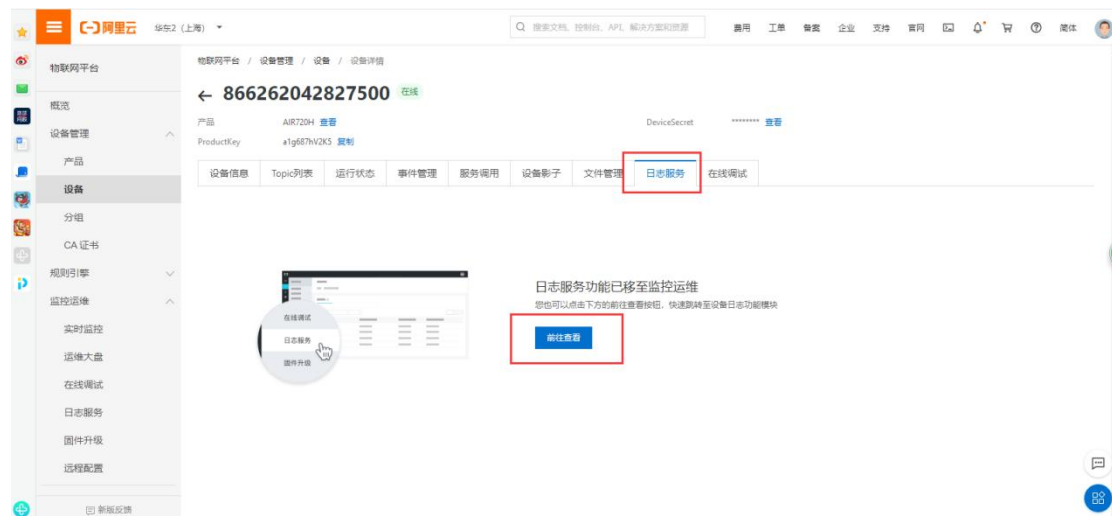 阿里云
华东2（上海）
搜索文档、控制台、API、解决方案和资源
费用 工单 备案 企业 支持 官网 简体
物联网平台
概览
设备管理
产品
设备
分组
CA 证书
规则引擎
监控运维
实时监控
运维大盘
在线调试
日志服务
固件升级
远程配置
新版反馈
物联网平台 / 设备管理 / 设备 / 设备详情
← 866262042827500 在线
产品 AIR720H 查看 DeviceSecret ******** 查看
ProductKey a1g687hV2K5 复制
设备信息 Topic列表 运行状态 事件管理 服务调用 设备影子 文件管理 日志服务 在线调试
在线调试
日志服务
固件升级
日志服务功能已移至监控运维
您也可以点击下方的前往查看按钮，快速跳转至设备日志功能模块
前往查看